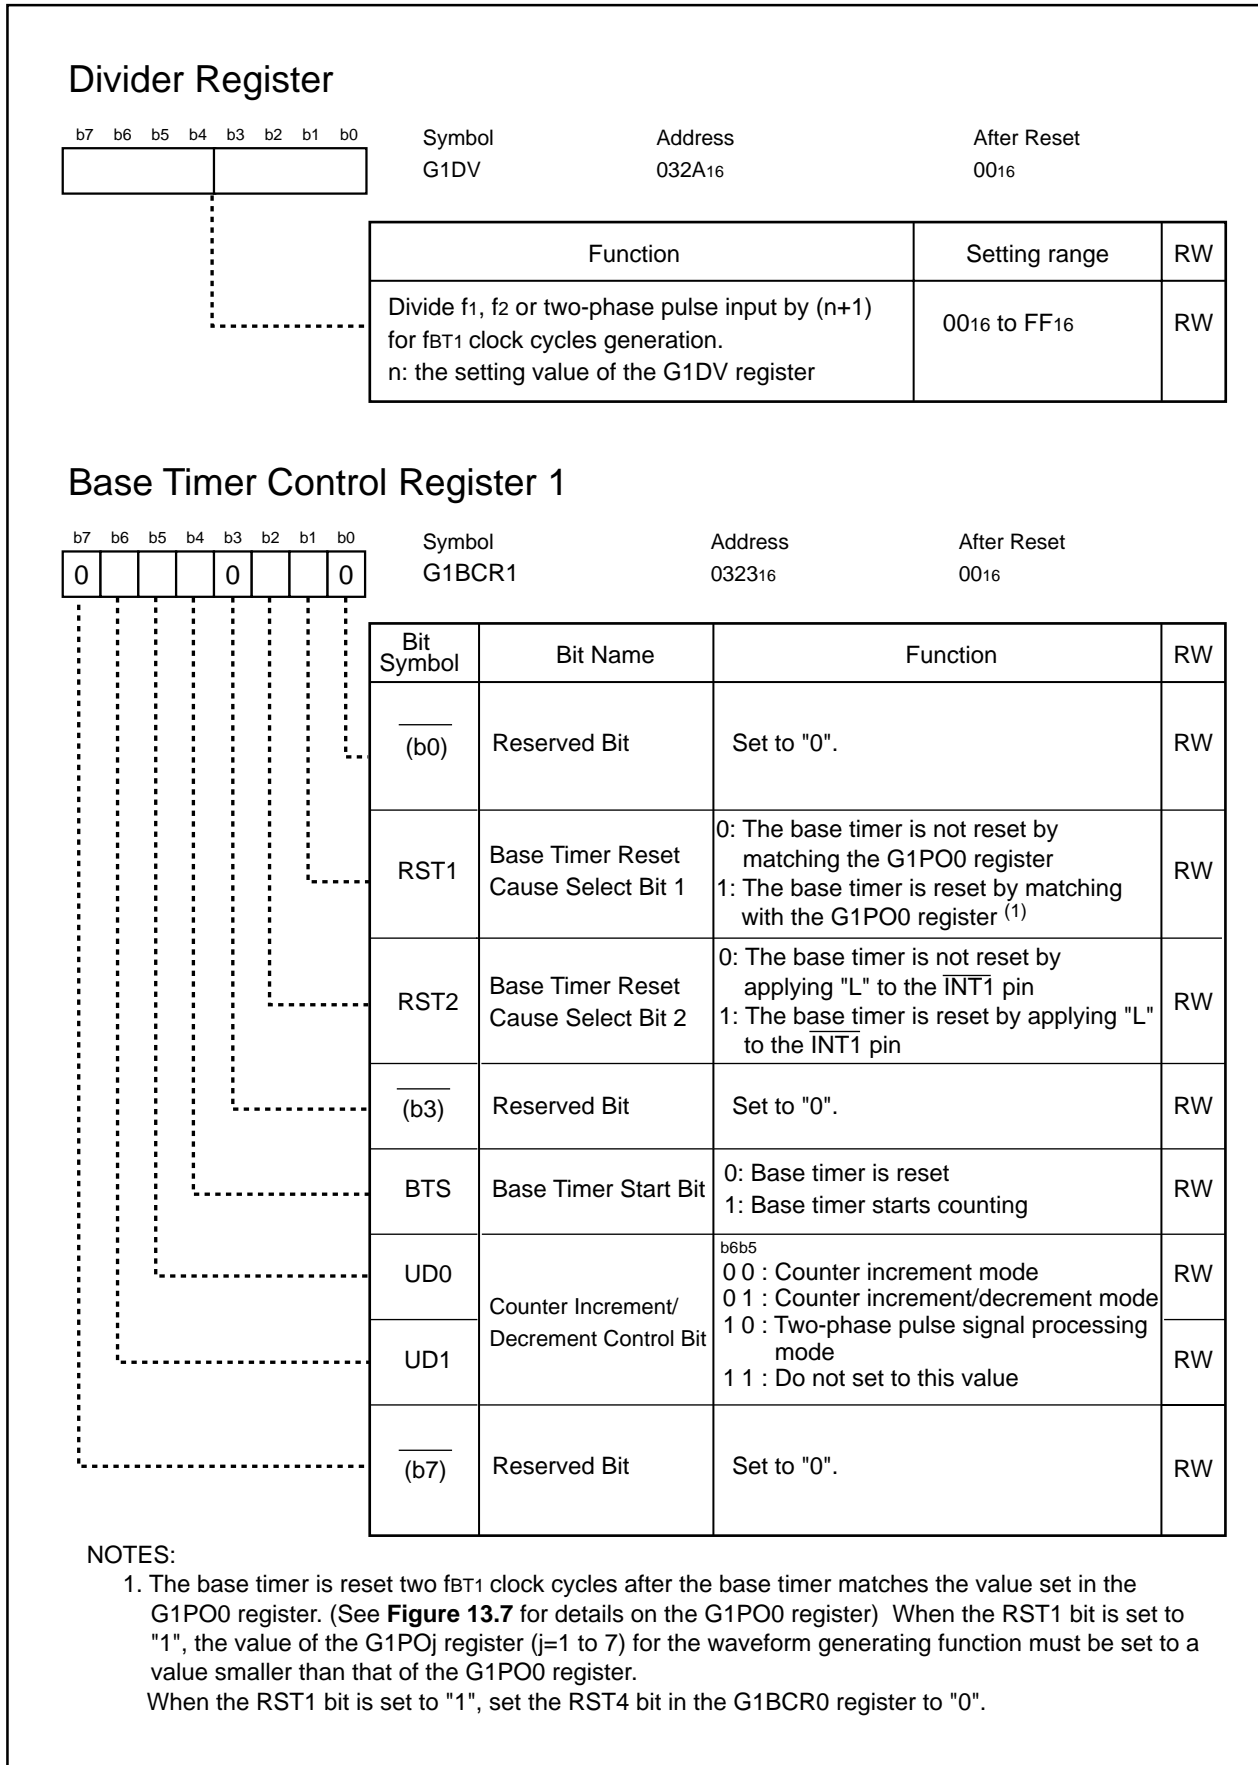 Divider Register
b7 b6 b5 b4 b3 b2 b1 b0
Symbol Address After Reset
G1DV 032A16 0016
Function Setting range RW
Divide f1, f2 or two-phase pulse input by (n+1)
for fBT1 clock cycles generation.
n: the setting value of the G1DV register
0016 to FF16 RW
Base Timer Control Register 1
b7 b6 b5 b4 b3 b2 b1 b0
0 0 0
Symbol Address After Reset
G1BCR1 032316 0016
Bit
Symbol
Bit Name Function RW
(b0) Reserved Bit Set to "0". RW
RST1
Base Timer Reset
Cause Select Bit 1
0: The base timer is not reset by
matching the G1PO0 register
1: The base timer is reset by matching
with the G1PO0 register (1)
RW
RST2
Base Timer Reset
Cause Select Bit 2
0: The base timer is not reset by
applying "L" to the INT1 pin
1: The base timer is reset by applying "L"
to the INT1 pin
RW
(b3) Reserved Bit Set to "0". RW
BTS Base Timer Start Bit
0: Base timer is reset
1: Base timer starts counting
RW
UD0
UD1
Counter Increment/
Decrement Control Bit
b6b5
0 0 : Counter increment mode
0 1 : Counter increment/decrement mode
1 0 : Two-phase pulse signal processing
mode
1 1 : Do not set to this value
RW
RW
(b7) Reserved Bit Set to "0". RW
NOTES:
1. The base timer is reset two fBT1 clock cycles after the base timer matches the value set in the
G1PO0 register. (See Figure 13.7 for details on the G1PO0 register) When the RST1 bit is set to
"1", the value of the G1POj register (j=1 to 7) for the waveform generating function must be set to a
value smaller than that of the G1PO0 register.
When the RST1 bit is set to "1", set the RST4 bit in the G1BCR0 register to "0".